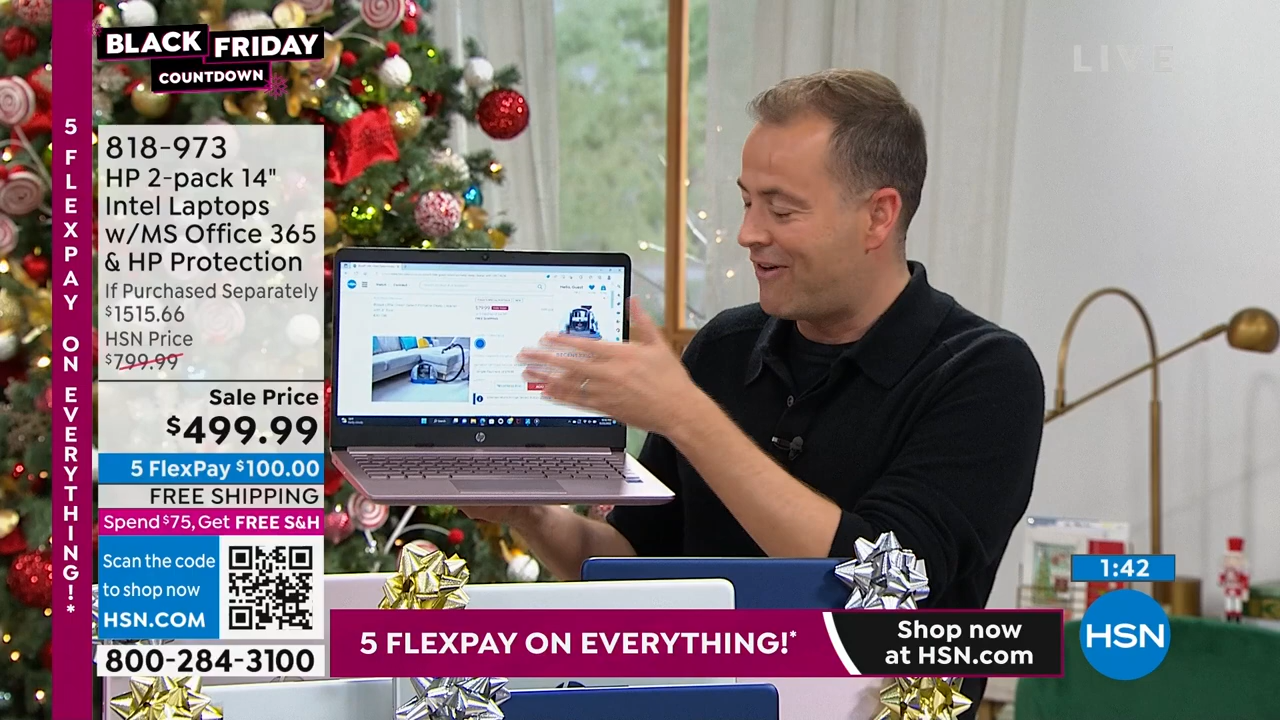 BLACK FRIDAY
COUNTDOWN
LIVE
5 FLEXPAY ON EVERYTHING!*
818-973
HP 2-pack 14"
Intel Laptops
w/MS Office 365
& HP Protection
If Purchased Separately
$1515.66
HSN Price
$799.99
Sale Price
$499.99
5 FlexPay $100.00
FREE SHIPPING
Spend $75, Get FREE S&H
Scan the code
to shop now
HSN.COM
800-284-3100
hp
5 FLEXPAY ON EVERYTHING!*
Shop now
at HSN.com
1:42
HSN